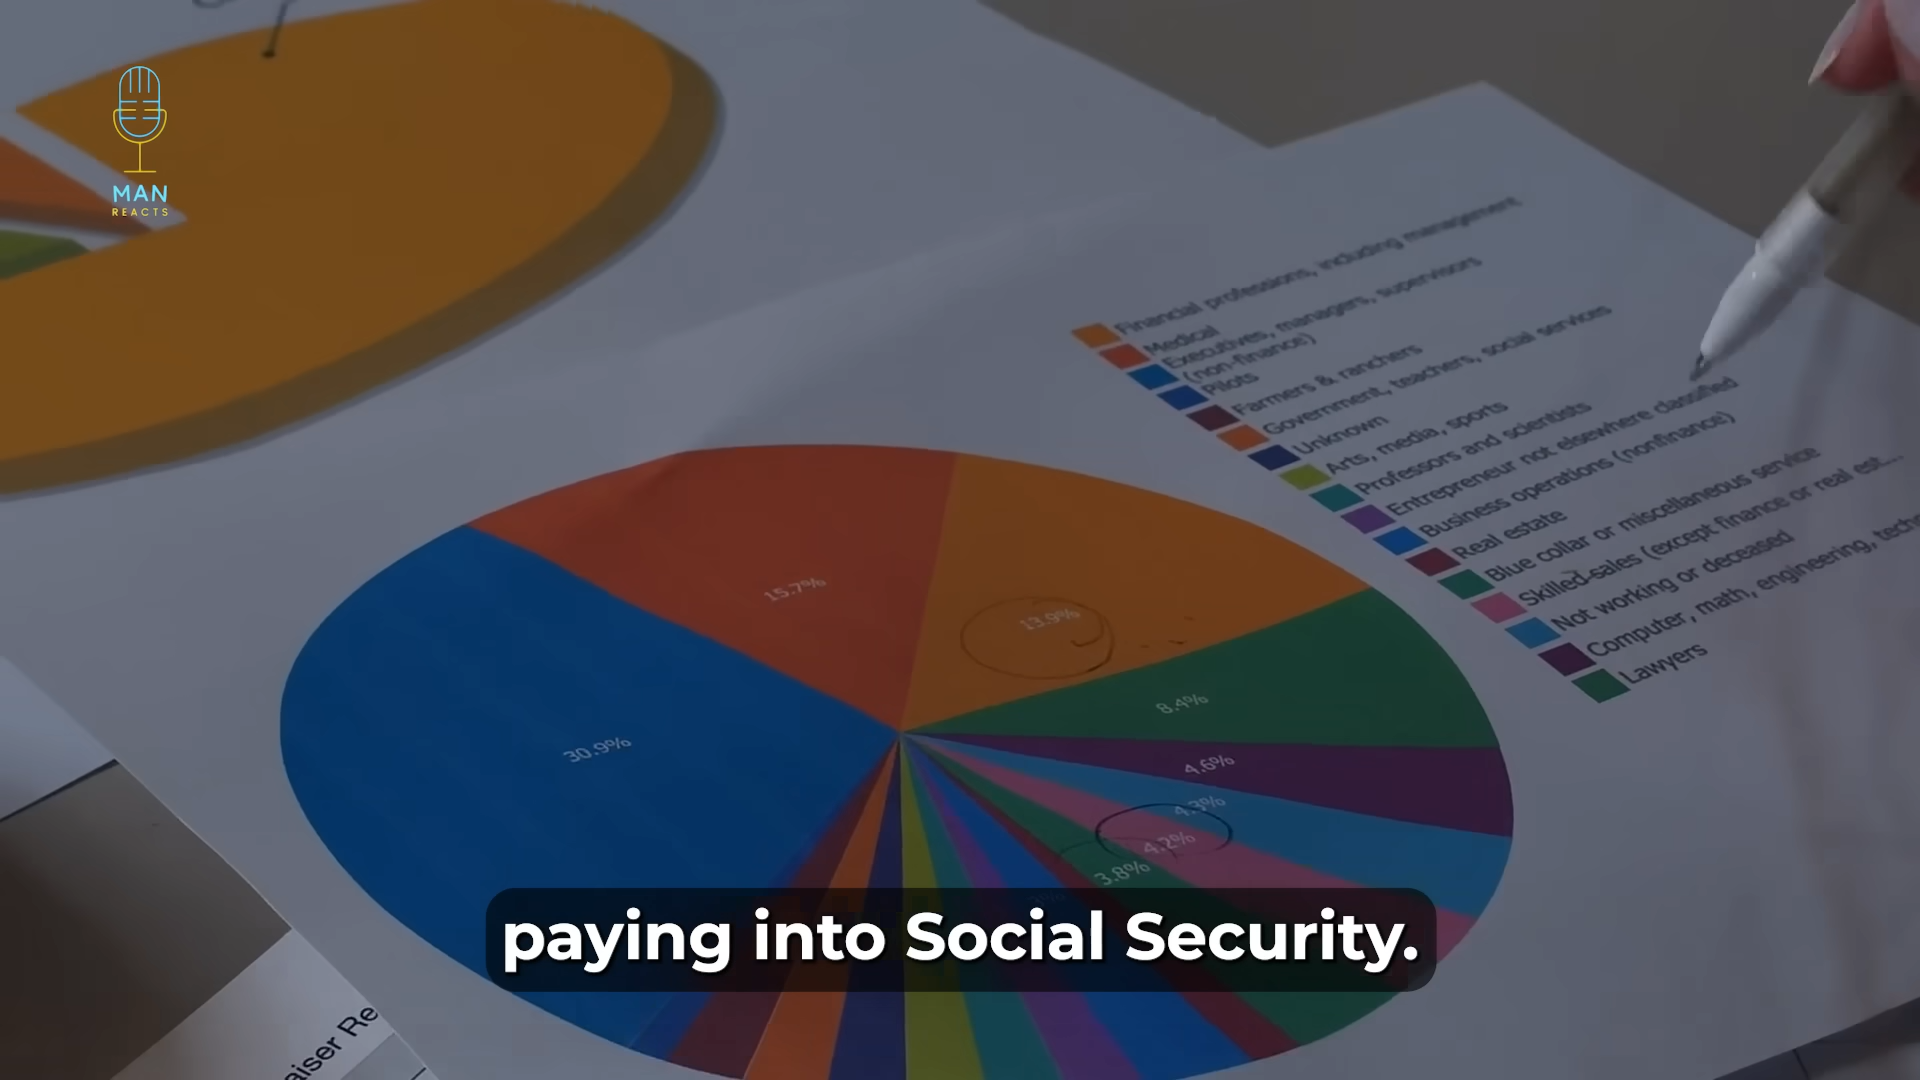 MAN
REACTS
Financial professions, including management
Medical
Executives, managers, supervisors
(non-finance)
Pilots
Farmers & ranchers
Government, teachers, social services
Unknown
Arts, media, sports
Professors and scientists
Entrepreneur not elsewhere classified
Business operations (nonfinance)
Real estate
Blue collar or miscellaneous service
Skilled sales (except finance or real est...
Not working or deceased
Computer, math, engineering, techn
Lawyers
15.7%
13.9%
30.9%
8.4%
4.6%
4.3%
4.2%
3.8%
paying into Social Security.
aiser Re